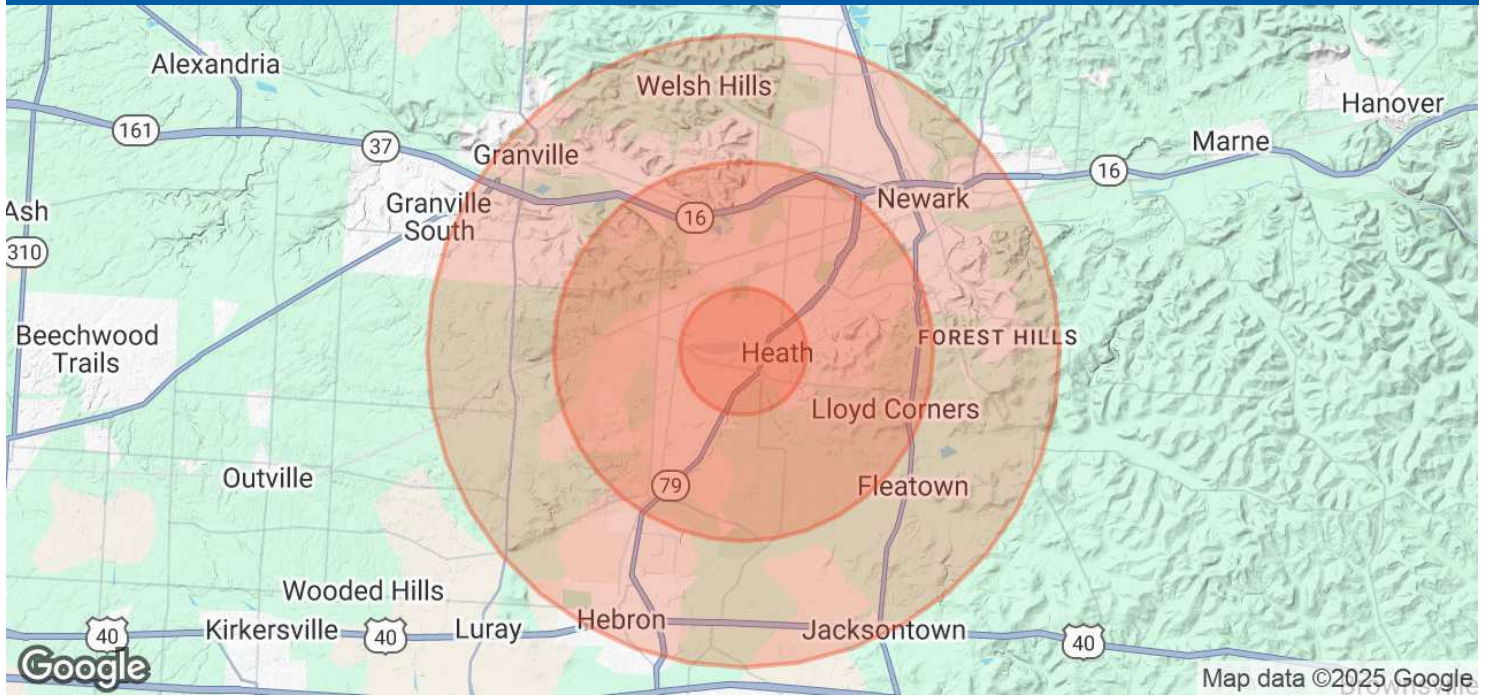 Alexandria
Welsh Hills
Hanover
161
37
Granville
Marne
16
Ash
Granville
South
16
Newark
310
Beechwood
Trails
Heath
FOREST HILLS
Lloyd Corners
Outville
79
Fleatown
Wooded Hills
40
Kirkersville
40
Luray
Hebron
Jacksontown
40
Google
Map data ©2025 Google